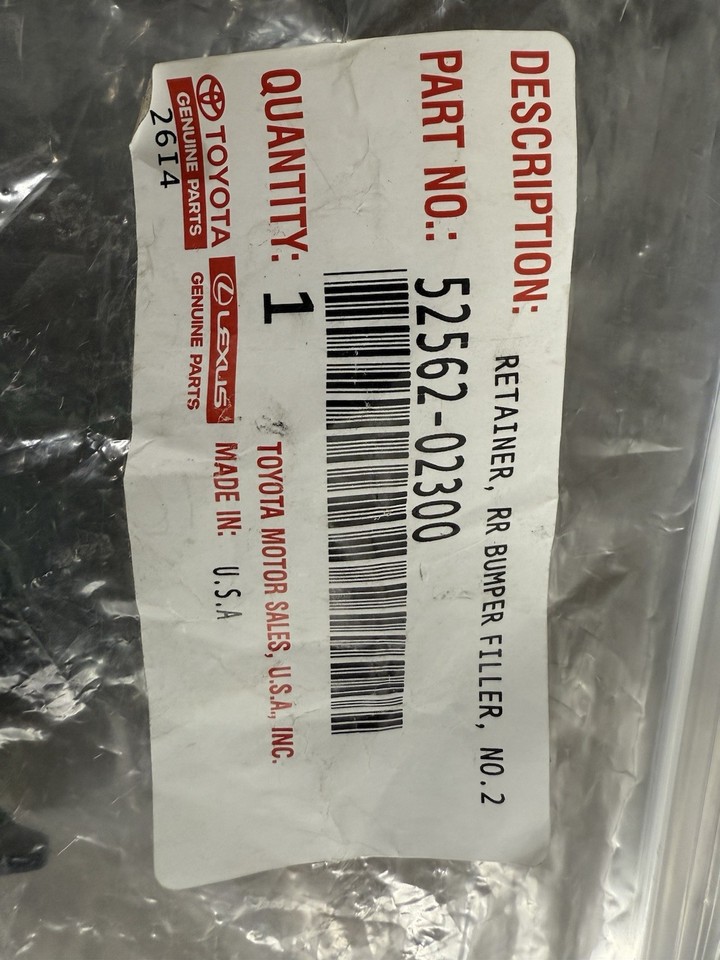 DESCRIPTION: RETAINER, RR BUMPER FILLER, NO.2
PART NO.: 52562-02300
QUANTITY: 1
TOYOTA MOTOR SALES, U.S.A., INC.
TOYOTA
GENUINE PARTS
LEXUS
GENUINE PARTS
MADE IN: U.S.A
26I4